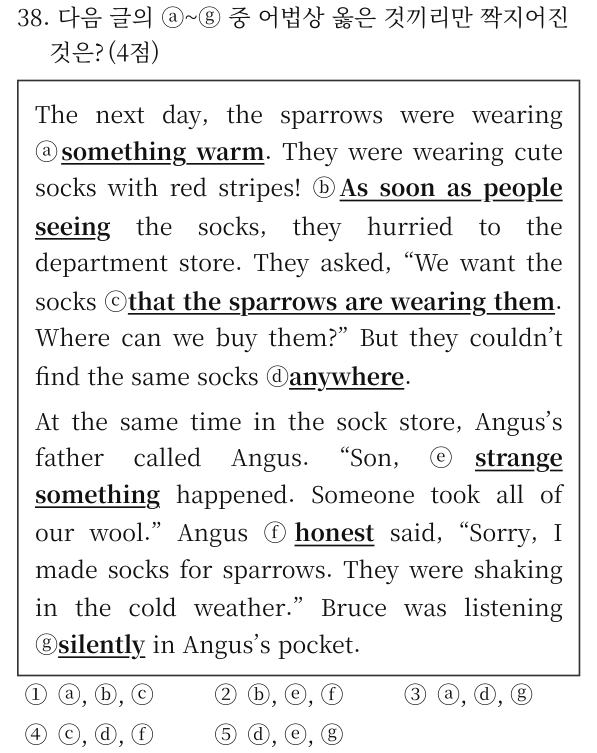 38. 다음 글의 ⓐ~ⓖ 중 어법상 옳은 것끼리만 짝지어진
것은? (4점)
The next day, the sparrows were wearing
ⓐsomething warm. They were wearing cute
socks with red stripes! ⓑAs soon as people
seeing the socks, they hurried to the
department store. They asked, “We want the
socks ⓒthat the sparrows are wearing them.
Where can we buy them?” But they couldn’t
find the same socks ⓓanywhere.
At the same time in the sock store, Angus’s
father called Angus. “Son, ⓔ strange
something happened. Someone took all of
our wool.” Angus ⓕ honest said, “Sorry, I
made socks for sparrows. They were shaking
in the cold weather.” Bruce was listening
ⓖsilently in Angus’s pocket.
① ⓐ, ⓑ, ⓒ ② ⓑ, ⓔ, ⓕ ③ ⓐ, ⓓ, ⓖ
④ ⓒ, ⓓ, ⓕ ⑤ ⓓ, ⓔ, ⓖ